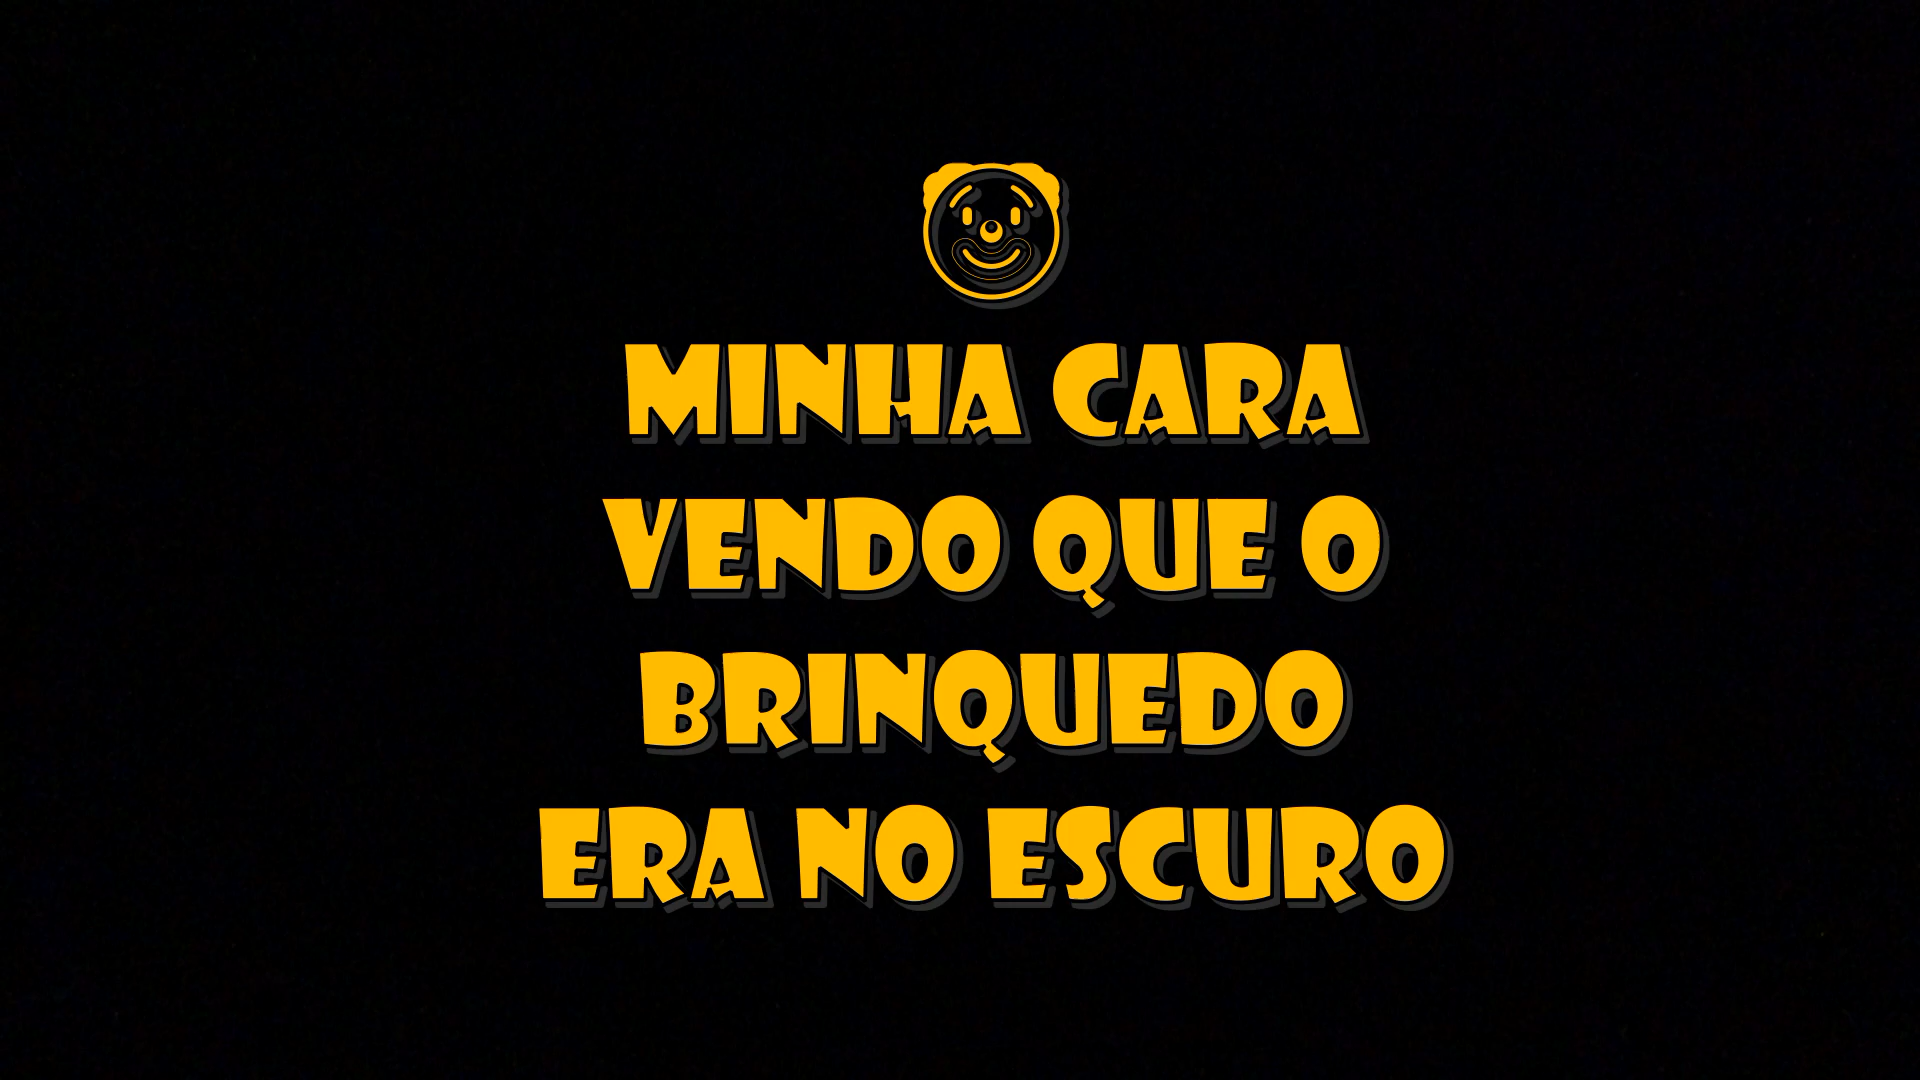 🤡
MINHA CARA
VENDO QUE O
BRINQUEDO
ERA NO ESCURO